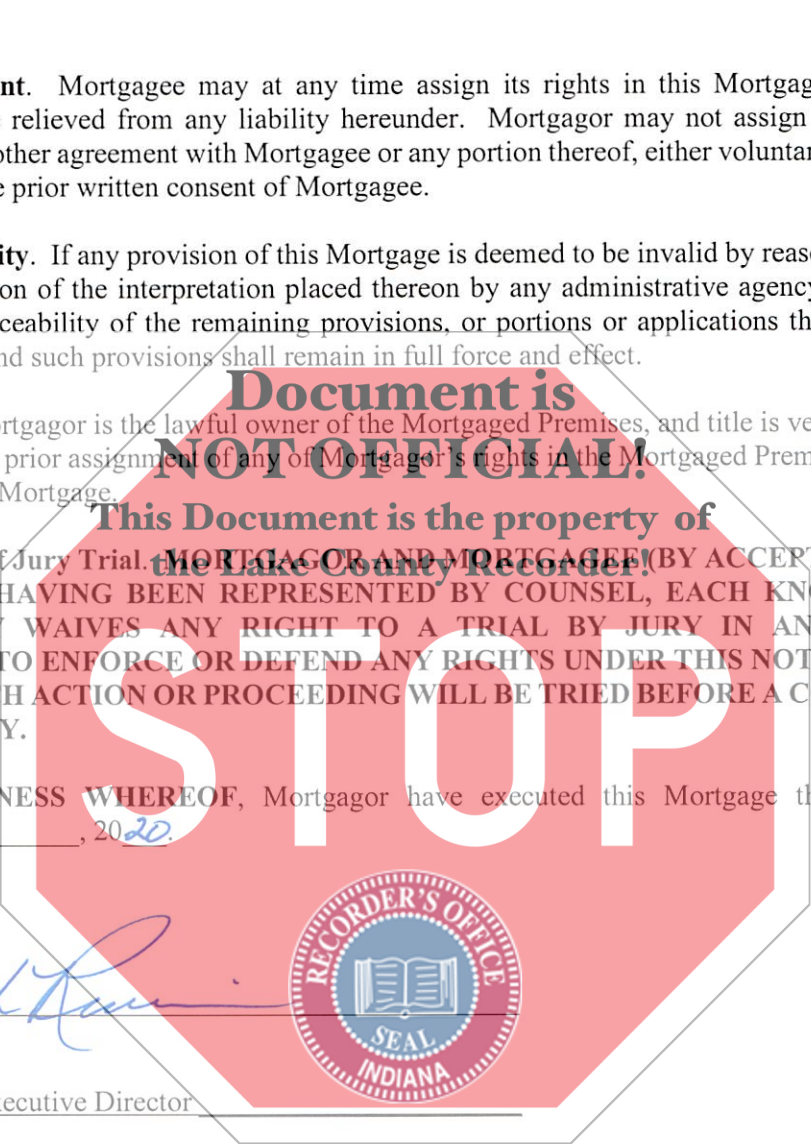 nt. Mortgagee may at any time assign its rights in this Mortgag
relieved from any liability hereunder. Mortgagor may not assign
other agreement with Mortgagee or any portion thereof, either voluntar
e prior written consent of Mortgagee.
ity. If any provision of this Mortgage is deemed to be invalid by reaso
on of the interpretation placed thereon by any administrative agency
ceability of the remaining provisions, or portions or applications th
nd such provisions shall remain in full force and effect.
Document is
rtgagor is the lawful owner of the Mortgaged Premises, and title is ve
NOT OFFICIAL!
prior assignment of any of Mortgagor's rights in the Mortgaged Prem
Mortgage.
This Document is the property of
the Lake County Recorder!
f Jury Trial. MORTGAGOR AND MORTGAGEE (BY ACCEPT
HAVING BEEN REPRESENTED BY COUNSEL, EACH KNO
Y WAIVES ANY RIGHT TO A TRIAL BY JURY IN AN
TO ENFORCE OR DEFEND ANY RIGHTS UNDER THIS NOT
H ACTION OR PROCEEDING WILL BE TRIED BEFORE A C
Y.
STOP
NESS WHEREOF, Mortgagor have executed this Mortgage th
, 2020.
RECORDER'S OFFICE
SEAL
INDIANA
xecutive Director